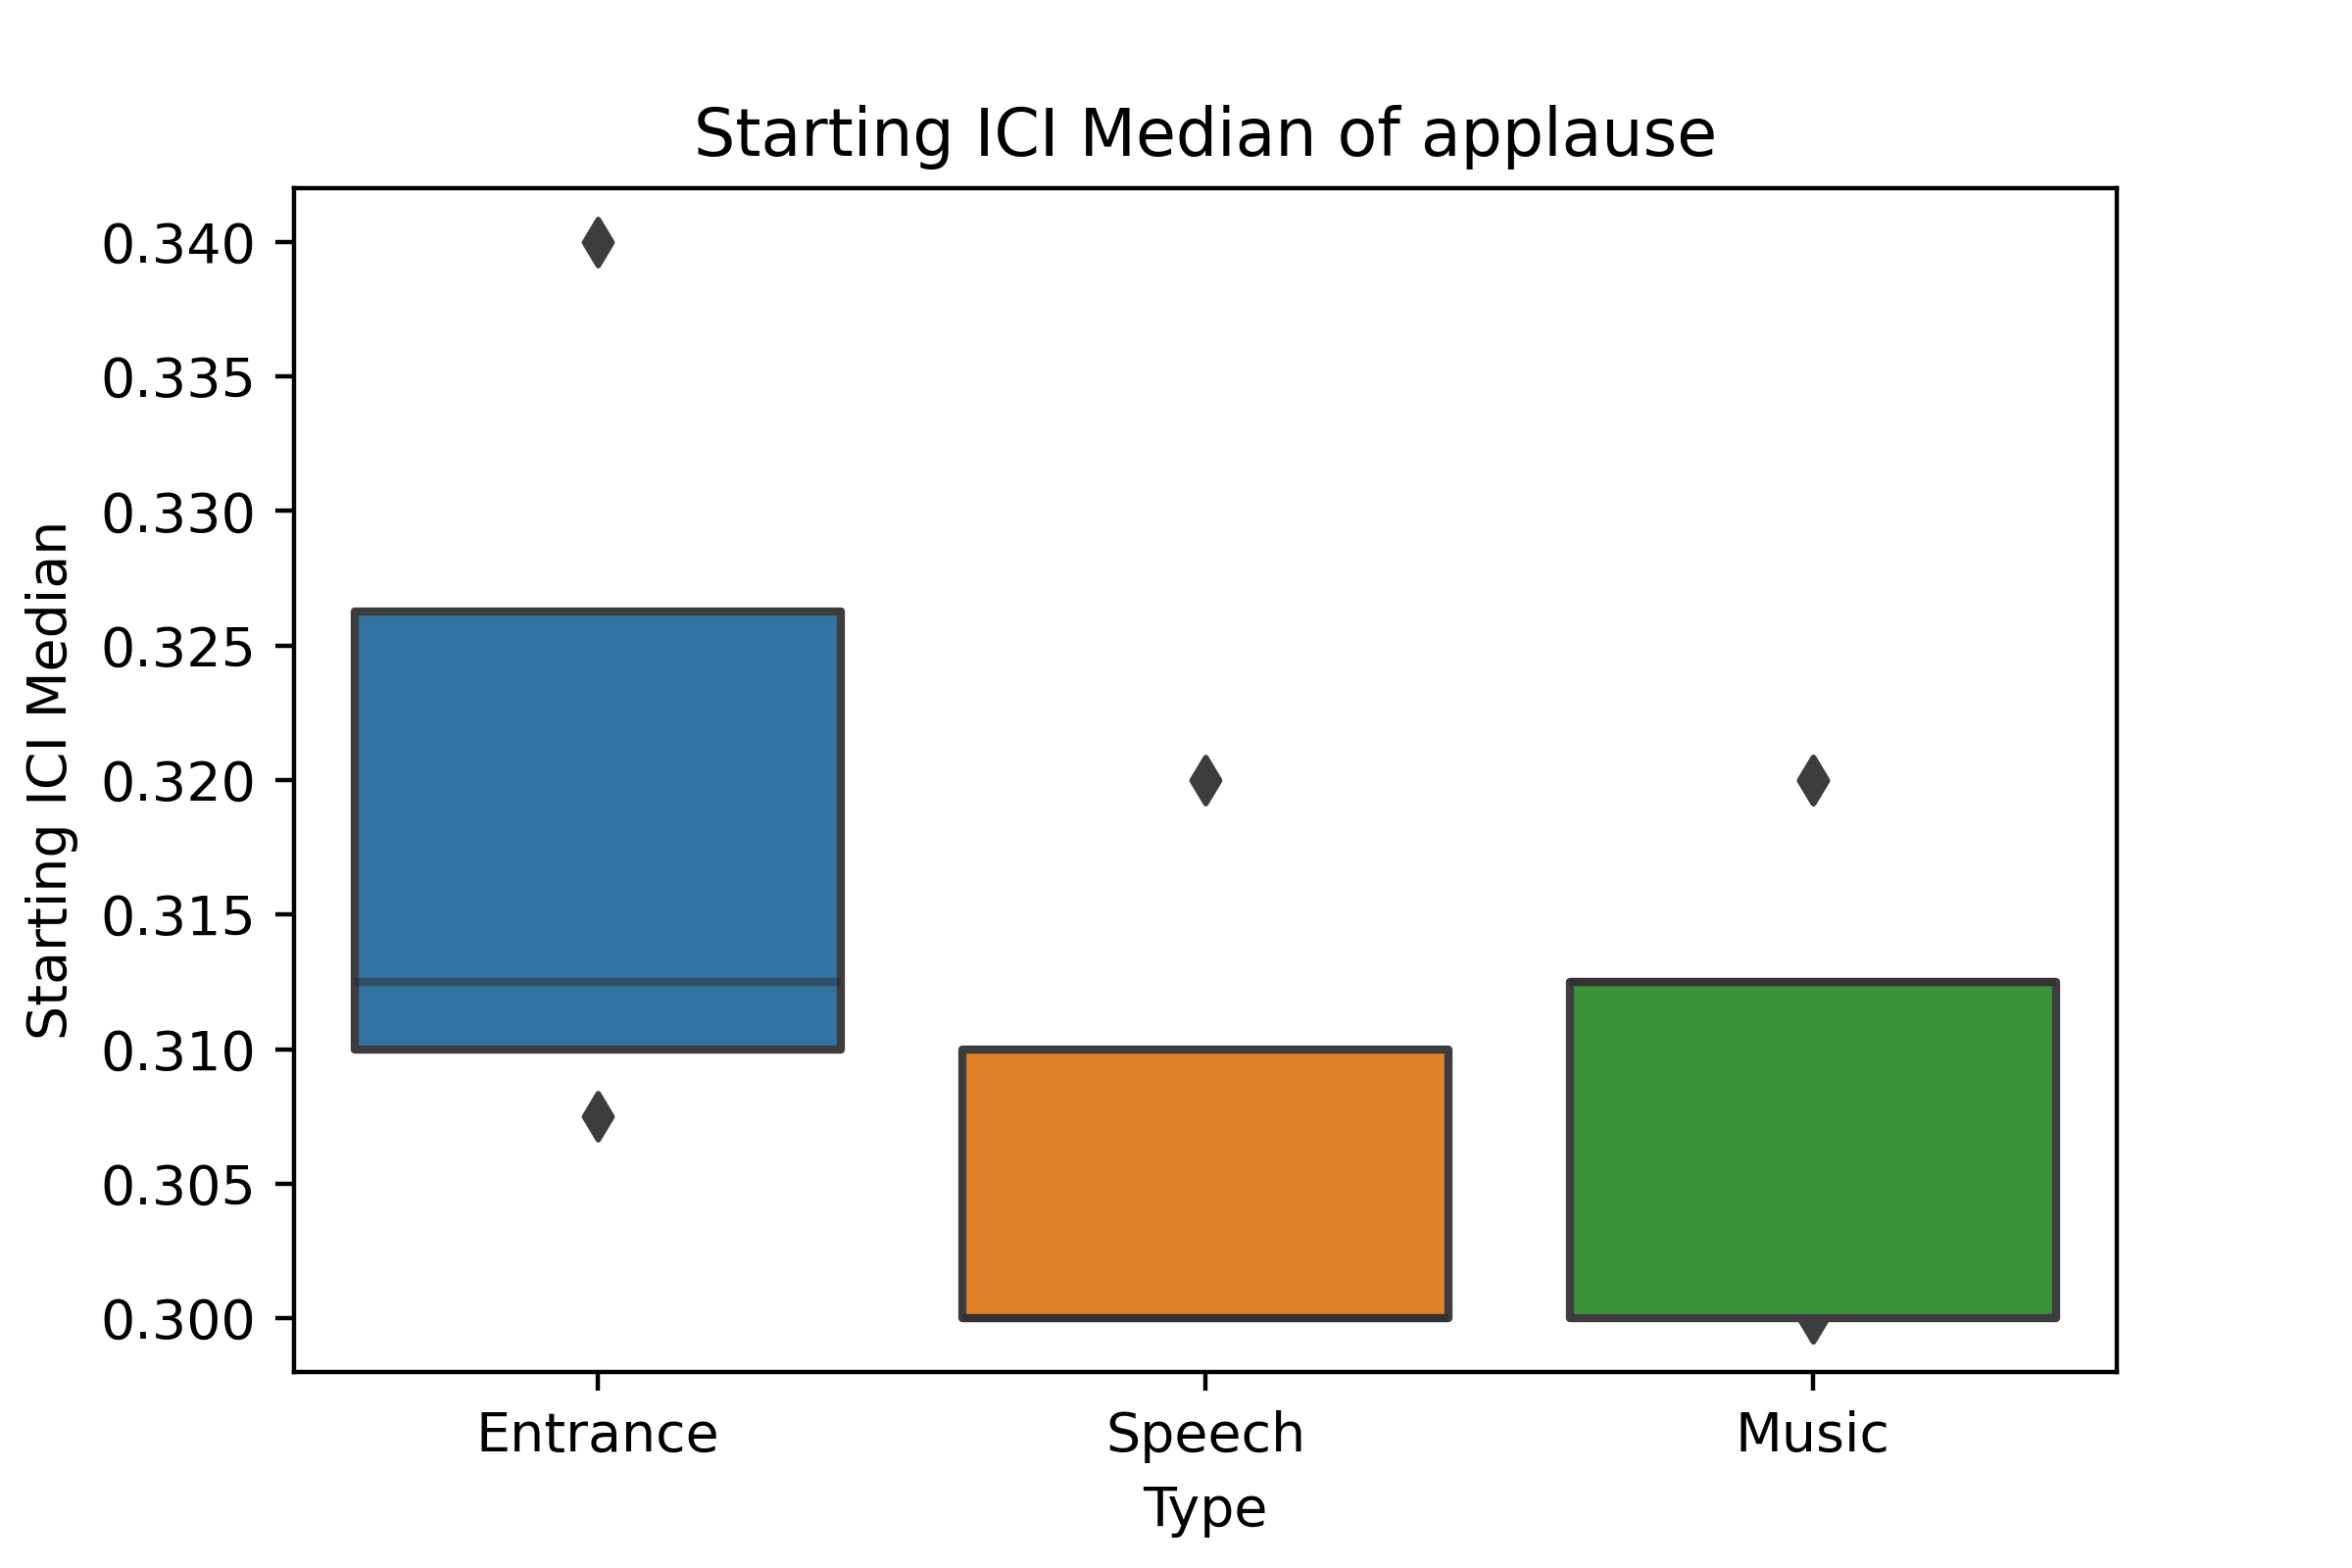 Starting ICI Median of applause
Starting ICI Median
0.340
0.335
0.330
0.325
0.320
0.315
0.310
0.305
0.300
Entrance
Speech
Music
Type